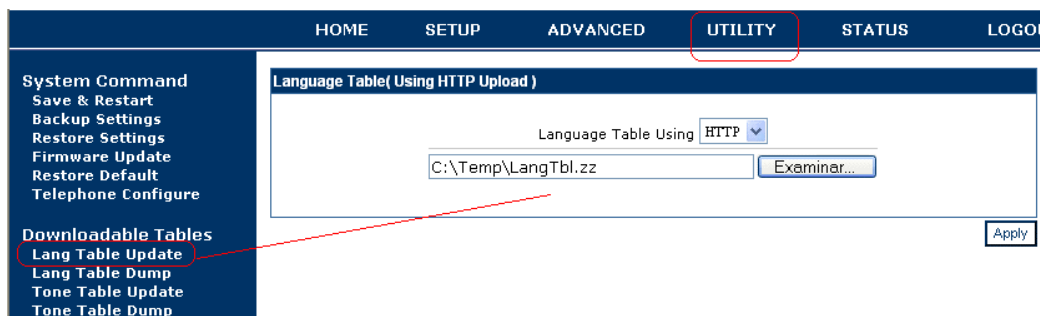 HOME SETUP ADVANCED UTILITY STATUS
System Command
Save & Restart
Backup Settings
Restore Settings
Firmware Update
Restore Default
Telephone Configure
Downloadable Tables
Lang Table Update
Lang Table Dump
Tone Table Update
Tone Table Dump
Language Table( Using HTTP Upload )
Language Table Using HTTP
C:\Temp\LangTbl.zz Examinar...
Apply